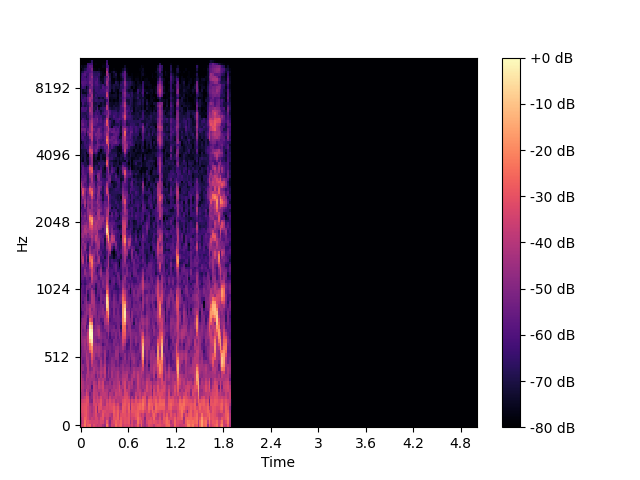 8192
4096
2048
1024
512
0
Hz
0 0.6 1.2 1.8 2.4 3 3.6 4.2 4.8
Time
+0 dB
-10 dB
-20 dB
-30 dB
-40 dB
-50 dB
-60 dB
-70 dB
-80 dB